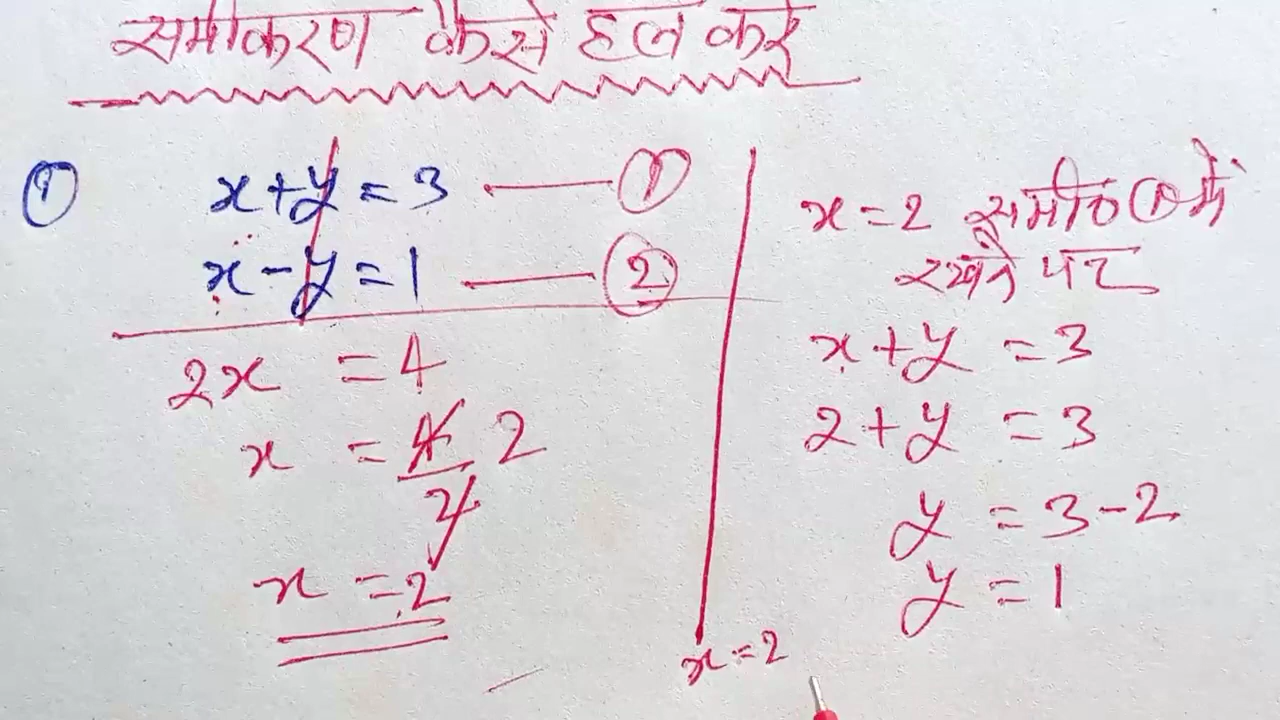 समीकरण कैसे हल करें
① x+y=3 — ①
x-y=1 — ②
2x = 4
x = 4/2 2
x = 2
x=2 समी० ① में
रखने पर
x+y = 3
2+y = 3
y = 3-2
y = 1
x=2